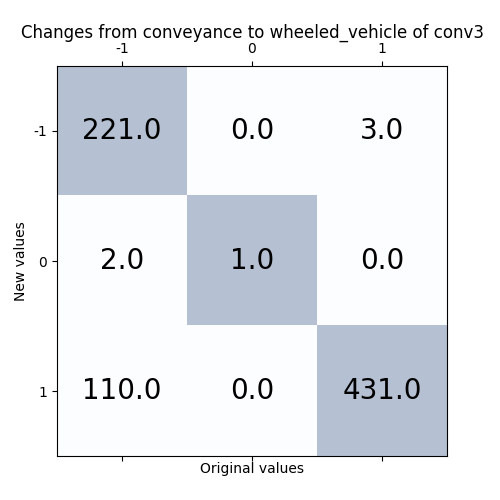 Changes from conveyance to wheeled_vehicle of conv3
-1 0 1
-1 221.0 0.0 3.0
0 2.0 1.0 0.0
1 110.0 0.0 431.0
New values
Original values